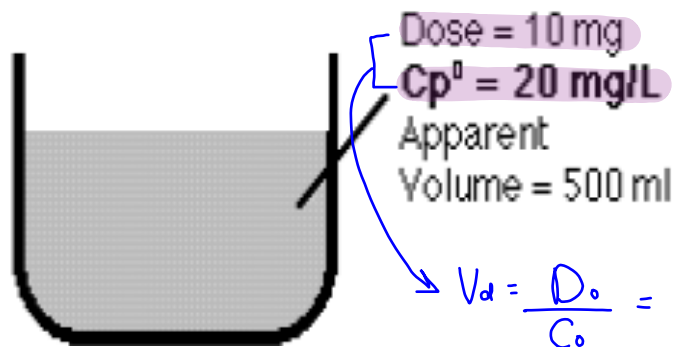 Dose = 10 mg
Cp⁰ = 20 mg/L
Apparent
Volume = 500 ml
Vd = D₀ / C₀ =